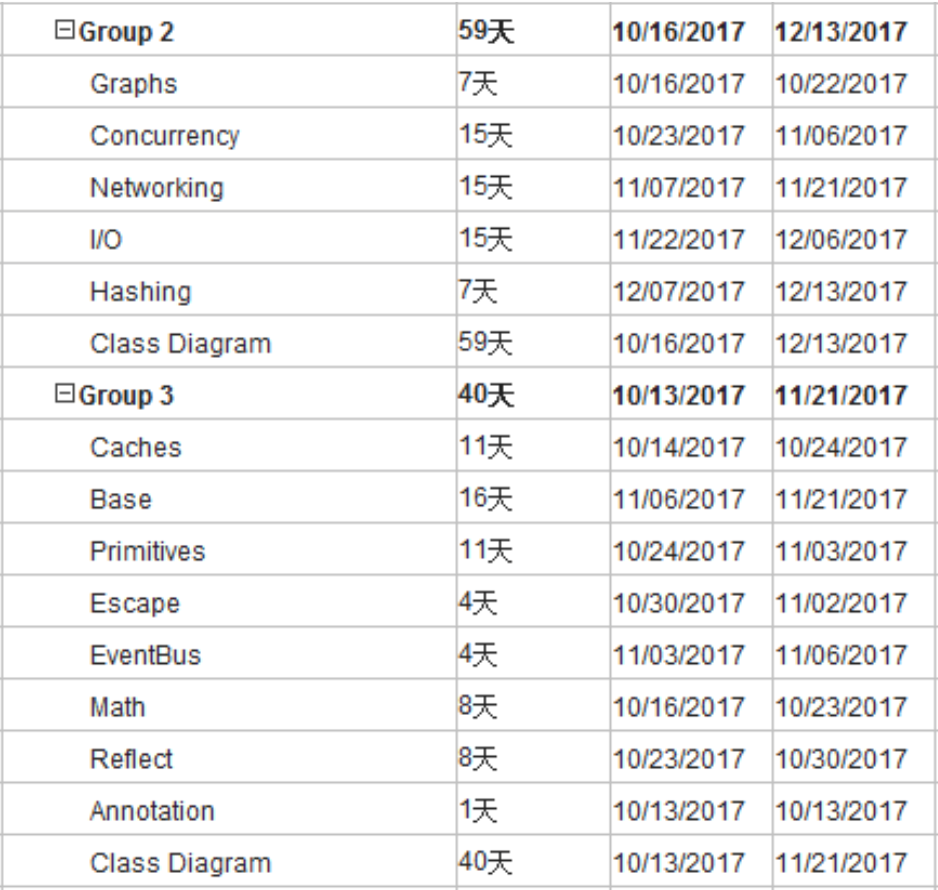 Group 2 59天 10/16/2017 12/13/2017
Graphs 7天 10/16/2017 10/22/2017
Concurrency 15天 10/23/2017 11/06/2017
Networking 15天 11/07/2017 11/21/2017
I/O 15天 11/22/2017 12/06/2017
Hashing 7天 12/07/2017 12/13/2017
Class Diagram 59天 10/16/2017 12/13/2017
Group 3 40天 10/13/2017 11/21/2017
Caches 11天 10/14/2017 10/24/2017
Base 16天 11/06/2017 11/21/2017
Primitives 11天 10/24/2017 11/03/2017
Escape 4天 10/30/2017 11/02/2017
EventBus 4天 11/03/2017 11/06/2017
Math 8天 10/16/2017 10/23/2017
Reflect 8天 10/23/2017 10/30/2017
Annotation 1天 10/13/2017 10/13/2017
Class Diagram 40天 10/13/2017 11/21/2017